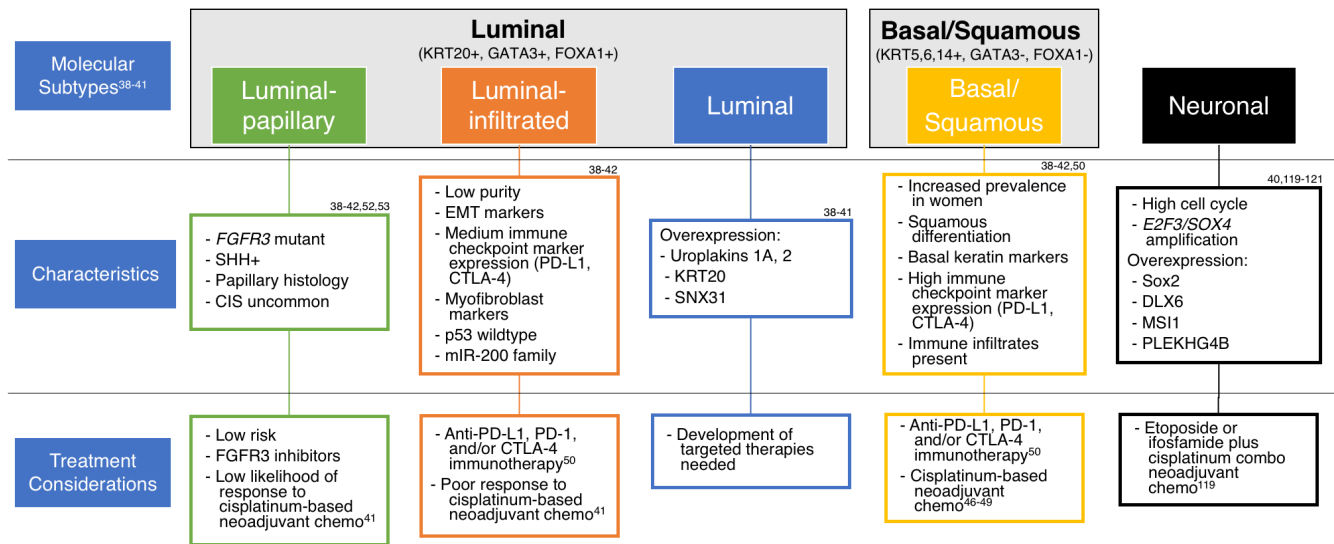 Molecular
Subtypes38-41
Luminal
(KRT20+, GATA3+, FOXA1+)
Basal/Squamous
(KRT5,6,14+, GATA3-, FOXA1-)
Luminal-
papillary
Luminal-
infiltrated
Luminal
Basal/
Squamous
Neuronal
Characteristics
38-42,52,53
- FGFR3 mutant
- SHH+
- Papillary histology
- CIS uncommon
38-42
- Low purity
- EMT markers
- Medium immune
checkpoint marker
expression (PD-L1,
CTLA-4)
- Myofibroblast
markers
- p53 wildtype
- mIR-200 family
38-41
Overexpression:
- Uroplakins 1A, 2
- KRT20
- SNX31
38-42,50
- Increased prevalence
in women
- Squamous
differentiation
- Basal keratin markers
- High immune
checkpoint marker
expression (PD-L1,
CTLA-4)
- Immune infiltrates
present
40,119-121
- High cell cycle
- E2F3/SOX4
amplification
Overexpression:
- Sox2
- DLX6
- MSI1
- PLEKHG4B
Treatment
Considerations
- Low risk
- FGFR3 inhibitors
- Low likelihood of
response to
cisplatinum-based
neoadjuvant chemo41
- Anti-PD-L1, PD-1,
and/or CTLA-4
immunotherapy50
- Poor response to
cisplatinum-based
neoadjuvant chemo41
- Development of
targeted therapies
needed
- Anti-PD-L1, PD-1,
and/or CTLA-4
immunotherapy50
- Cisplatinum-based
neoadjuvant
chemo46-49
- Etoposide or
ifosfamide plus
cisplatinum combo
neoadjuvant
chemo119